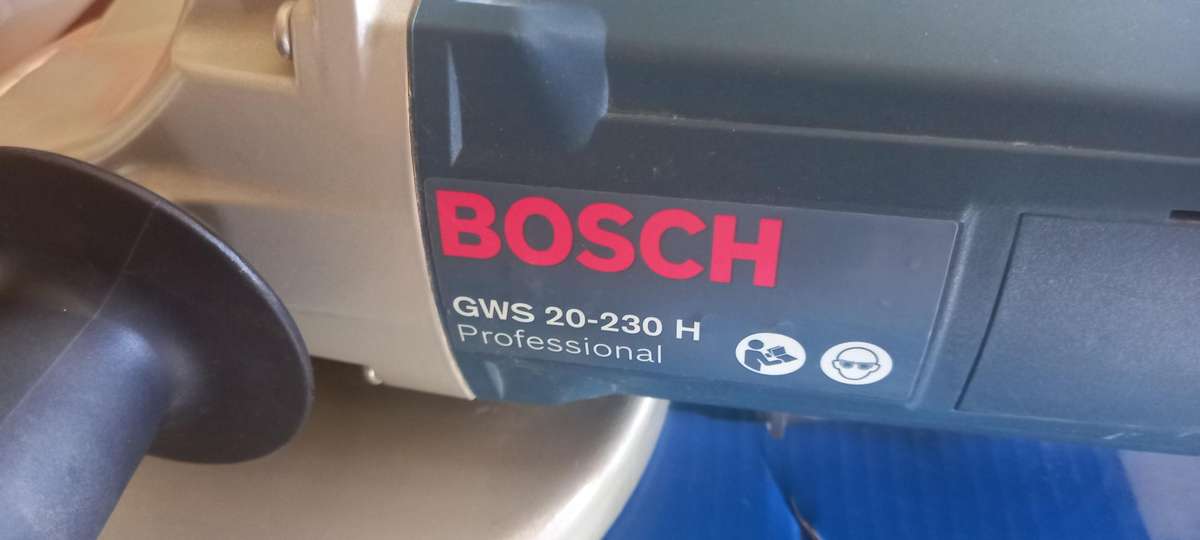 BOSCH
GWS 20-230 H
Professional